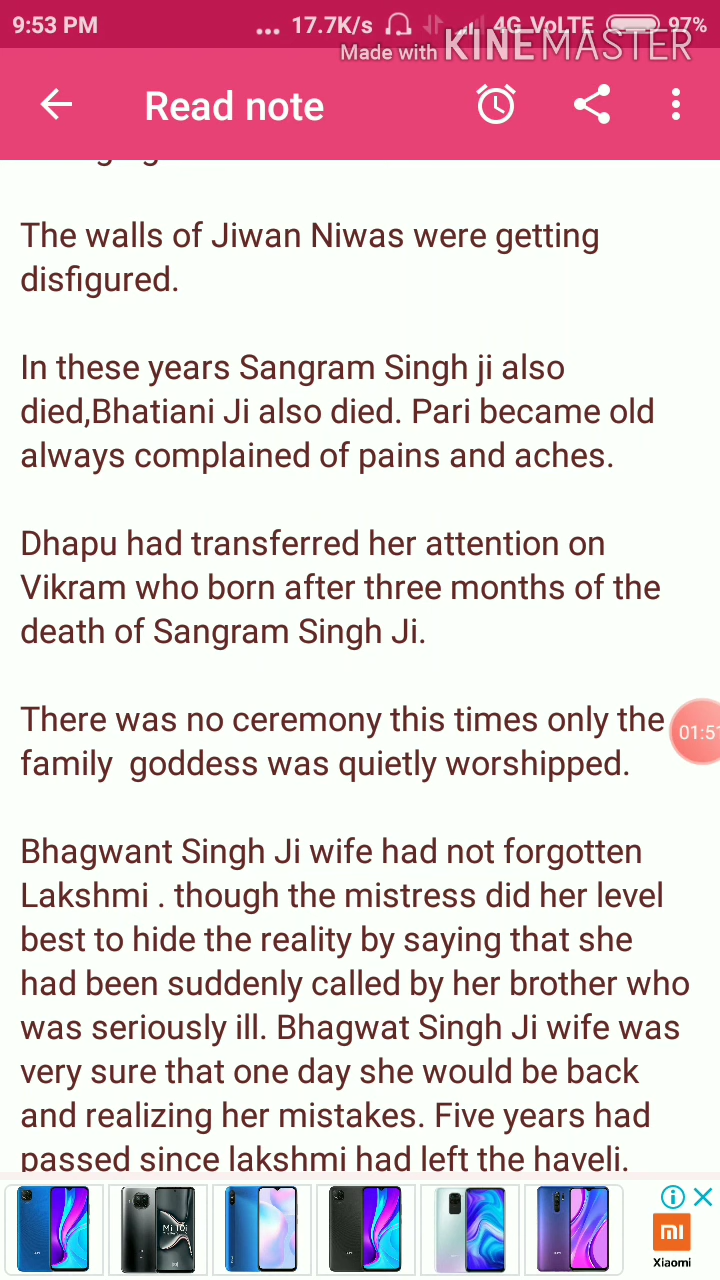 9:53 PM
... 17.7K/s 4G VoLTE 97%
Made with KINEMASTER
Read note
The walls of Jiwan Niwas were getting
disfigured.
In these years Sangram Singh ji also
died,Bhatiani Ji also died. Pari became old
always complained of pains and aches.
Dhapu had transferred her attention on
Vikram who born after three months of the
death of Sangram Singh Ji.
There was no ceremony this times only the
01:51
family  goddess was quietly worshipped.
Bhagwant Singh Ji wife had not forgotten
Lakshmi . though the mistress did her level
best to hide the reality by saying that she
had been suddenly called by her brother who
was seriously ill. Bhagwat Singh Ji wife was
very sure that one day she would be back
and realizing her mistakes. Five years had
passed since lakshmi had left the haveli.
Mi 10i
mi
Xiaomi